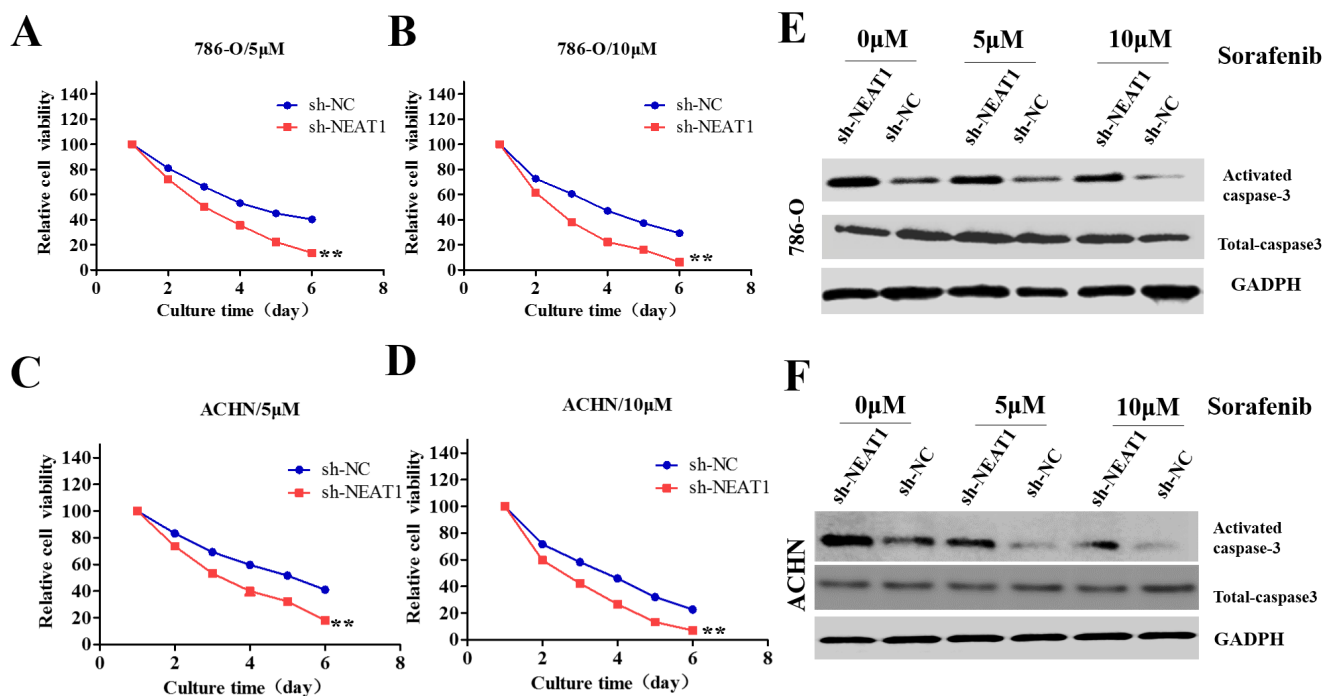 A
786-O/5μM
sh-NC
sh-NEAT1
Relative cell viability
140
120
100
80
60
40
20
0
**
0
2
4
6
8
Culture time（day）
B
786-O/10μM
sh-NC
sh-NEAT1
Relative cell viability
140
120
100
80
60
40
20
0
**
0
2
4
6
8
Culture time（day）
C
ACHN/5μM
sh-NC
sh-NEAT1
Relative cell viability
140
120
100
80
60
40
20
0
**
0
2
4
6
8
Culture time（day）
D
ACHN/10μM
sh-NC
sh-NEAT1
Relative cell viability
140
120
100
80
60
40
20
0
**
0
2
4
6
8
Culture time（day）
E
0μM 5μM 10μM Sorafenib
sh-NEAT1 sh-NC sh-NEAT1 sh-NC sh-NEAT1 sh-NC
786-O
Activated
caspase-3
Total-caspase3
GADPH
F
0μM 5μM 10μM Sorafenib
sh-NEAT1 sh-NC sh-NEAT1 sh-NC sh-NEAT1 sh-NC
ACHN
Activated
caspase-3
Total-caspase3
GADPH